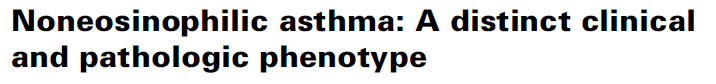 Noneosinophilic asthma: A distinct clinical
and pathologic phenotype